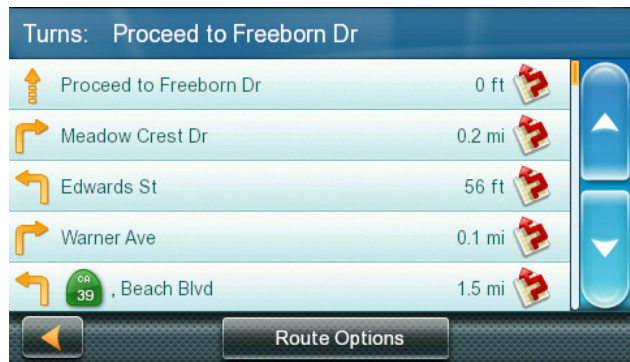 Turns: Proceed to Freeborn Dr
Proceed to Freeborn Dr 0 ft
Meadow Crest Dr 0.2 mi
Edwards St 56 ft
Warner Ave 0.1 mi
CA 39 , Beach Blvd 1.5 mi
Route Options